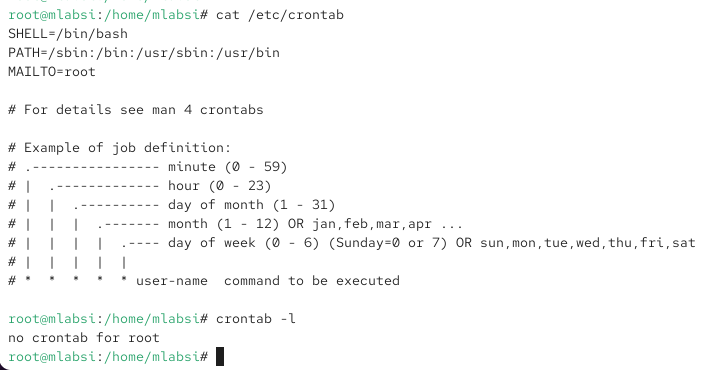 root@mlabsi:/home/mlabsi# cat /etc/crontab
SHELL=/bin/bash
PATH=/sbin:/bin:/usr/sbin:/usr/bin
MAILTO=root

# For details see man 4 crontabs

# Example of job definition:
# .---------------- minute (0 - 59)
# |  .------------- hour (0 - 23)
# |  |  .---------- day of month (1 - 31)
# |  |  |  .------- month (1 - 12) OR jan,feb,mar,apr ...
# |  |  |  |  .---- day of week (0 - 6) (Sunday=0 or 7) OR sun,mon,tue,wed,thu,fri,sat
# |  |  |  |  |
# *  *  *  *  * user-name  command to be executed

root@mlabsi:/home/mlabsi# crontab -l
no crontab for root
root@mlabsi:/home/mlabsi#